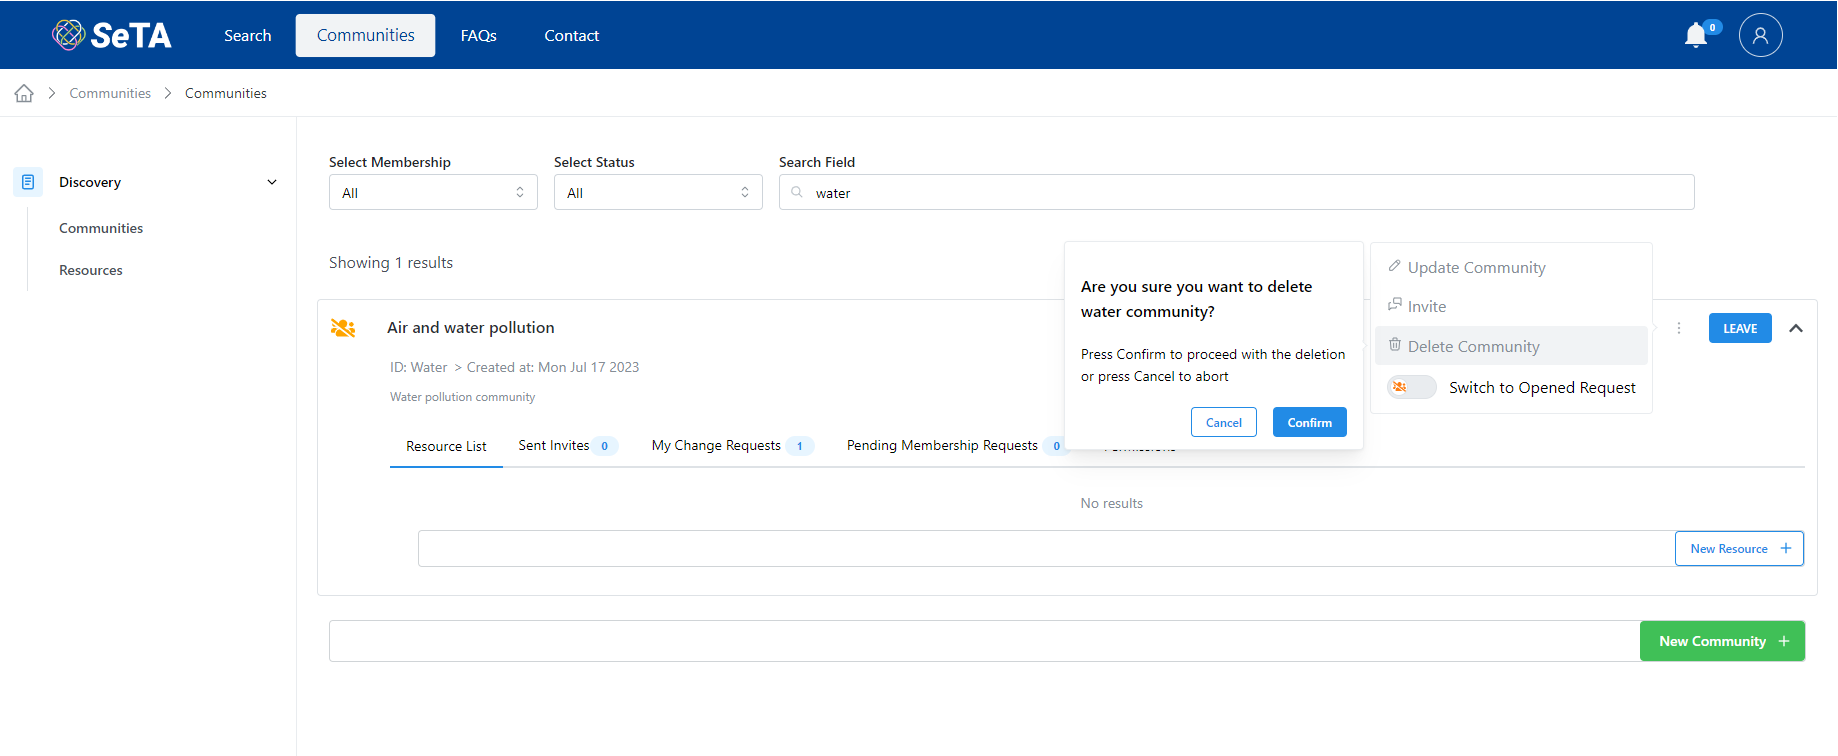 SeTA
Search
Communities
FAQs
Contact
0
Communities
Communities
Discovery
Communities
Resources
Select Membership
Select Status
Search Field
All
All
water
Showing 1 results
Are you sure you want to delete
water community?
Press Confirm to proceed with the deletion
or press Cancel to abort
Cancel
Confirm
Update Community
Invite
Delete Community
Switch to Opened Request
LEAVE
Air and water pollution
ID: Water > Created at: Mon Jul 17 2023
Water pollution community
Resource List
Sent Invites 0
My Change Requests 1
Pending Membership Requests 0
No results
New Resource +
New Community +